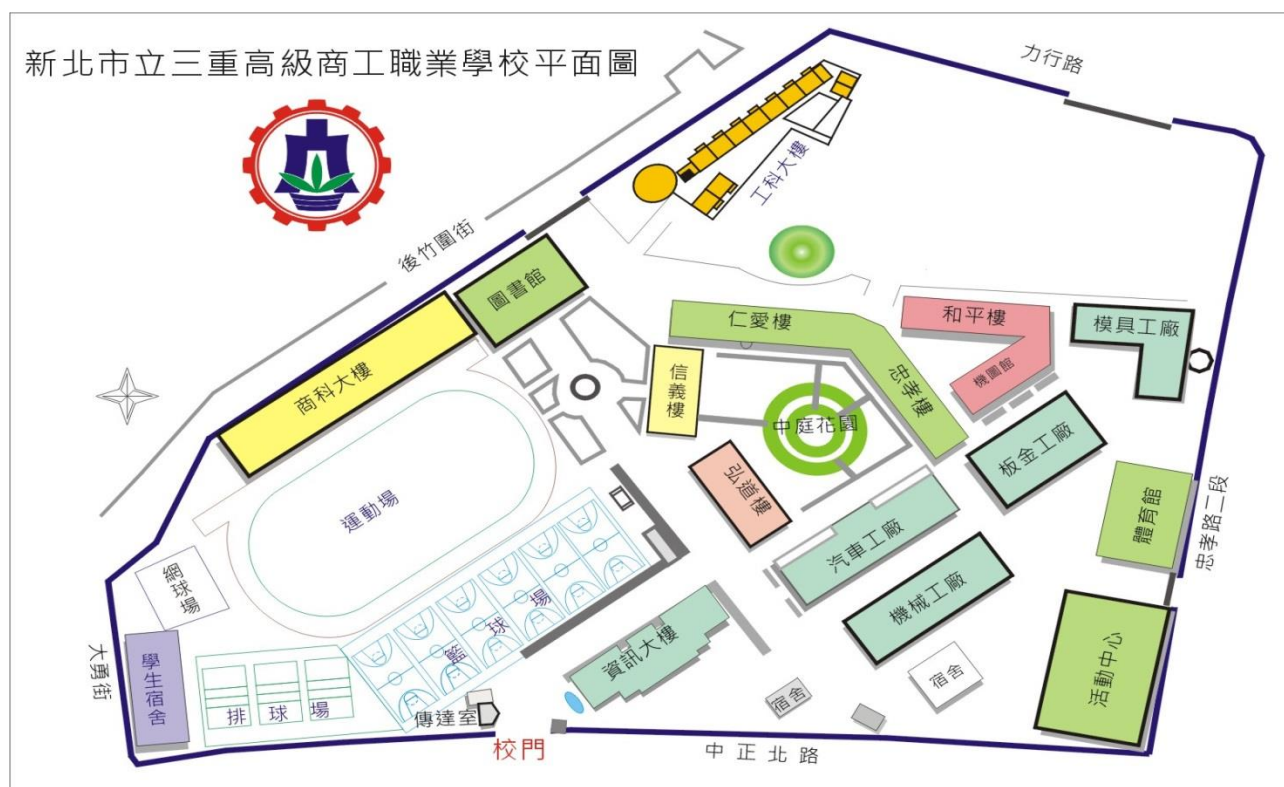 新北市立三重高級商工職業學校平面圖
力行路
工科大樓
後竹圍街
圖書館
仁愛樓
和平樓
模具工廠
商科大樓
信義樓
忠孝樓
機圖館
中庭花園
板金工廠
弘道樓
運動場
體育館
忠孝路二段
汽車工廠
網球場
機械工廠
籃球場
大勇街
學生宿舍
資訊大樓
宿舍
活動中心
宿舍
排球場
傳達室
校門
中正北路